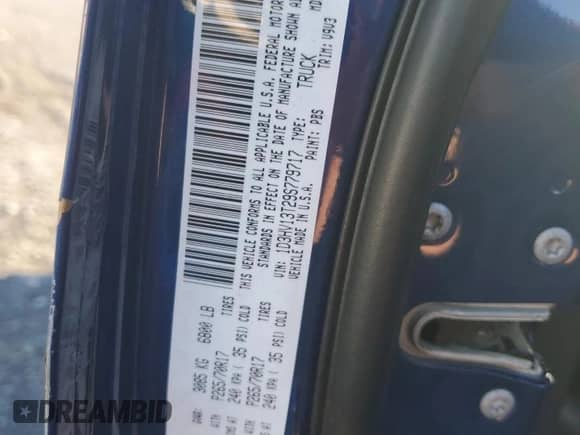 3085 KG 6800 LB
P265/70R17 TIRES
240 KPA ( 35 PSI) COLD
P265/70R17 TIRES
240 KPA ( 35 PSI) COLD
THIS VEHICLE CONFORMS TO ALL APPLICABLE U.S.A. FEDERAL MOTOR
STANDARDS IN EFFECT ON THE DATE OF MANUFACTURE SHOWN
VIN: 1D3HV13T29S779717 TYPE: TRUCK MD
VEHICLE MADE IN U.S.A. PAINT: PBS TRIM: V9V3
DREAMBID